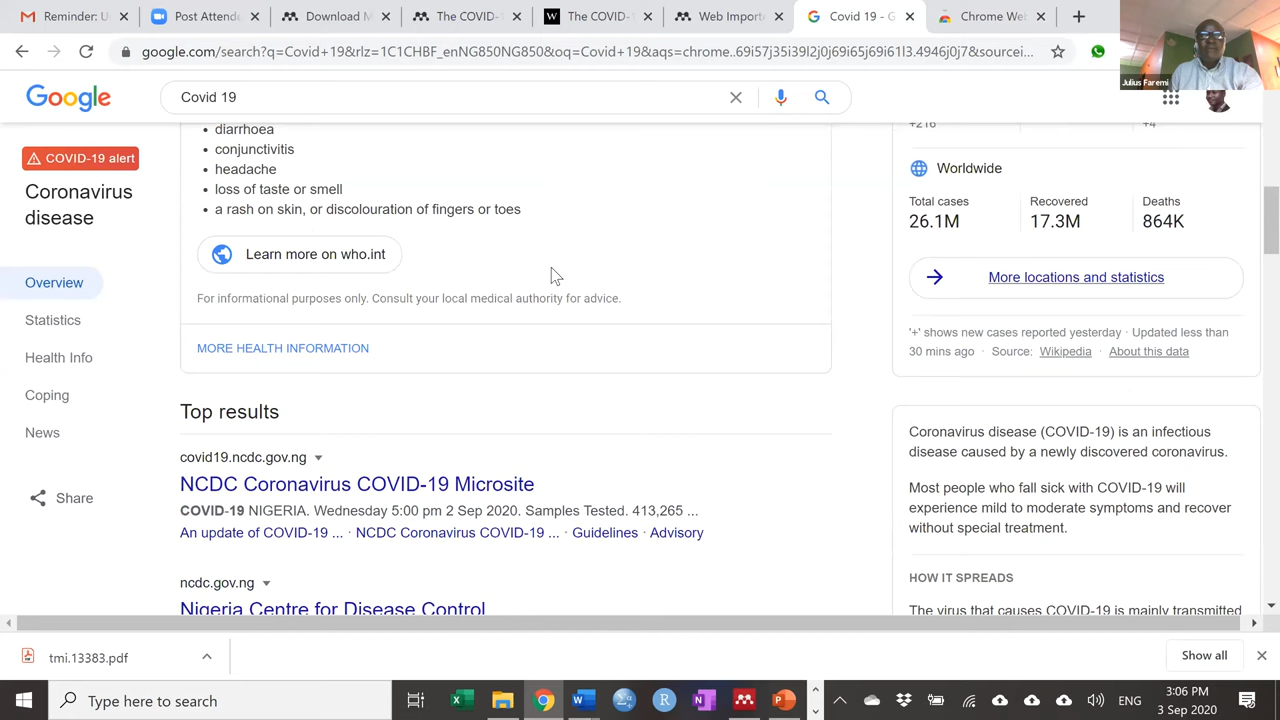 Reminder: U
Post Attende
Download M
The COVID-
The COVID-
Web Importe
Covid 19 - G
Chrome Web
google.com/search?q=Covid+19&rlz=1C1CHBF_enNG850NG850&oq=Covid+19&aqs=chrome..69i57j35i39l2j0j69i65j69i61l3.4946j0j7&sourcei...
Julius Faremi
Google
Covid 19
COVID-19 alert
Coronavirus
disease
Overview
Statistics
Health Info
Coping
News
Share
• diarrhoea
• conjunctivitis
• headache
• loss of taste or smell
• a rash on skin, or discolouration of fingers or toes
Learn more on who.int
For informational purposes only. Consult your local medical authority for advice.
MORE HEALTH INFORMATION
Top results
covid19.ncdc.gov.ng
NCDC Coronavirus COVID-19 Microsite
COVID-19 NIGERIA. Wednesday 5:00 pm 2 Sep 2020. Samples Tested. 413,265 ...
An update of COVID-19 ... · NCDC Coronavirus COVID-19 ... · Guidelines · Advisory
ncdc.gov.ng
Nigeria Centre for Disease Control
+216 +4
Worldwide
Total cases Recovered Deaths
26.1M 17.3M 864K
More locations and statistics
'+' shows new cases reported yesterday · Updated less than
30 mins ago · Source: Wikipedia · About this data
Coronavirus disease (COVID-19) is an infectious
disease caused by a newly discovered coronavirus.
Most people who fall sick with COVID-19 will
experience mild to moderate symptoms and recover
without special treatment.
HOW IT SPREADS
The virus that causes COVID-19 is mainly transmitted
tmi.13383.pdf
Show all
Type here to search
ENG
3:06 PM
3 Sep 2020